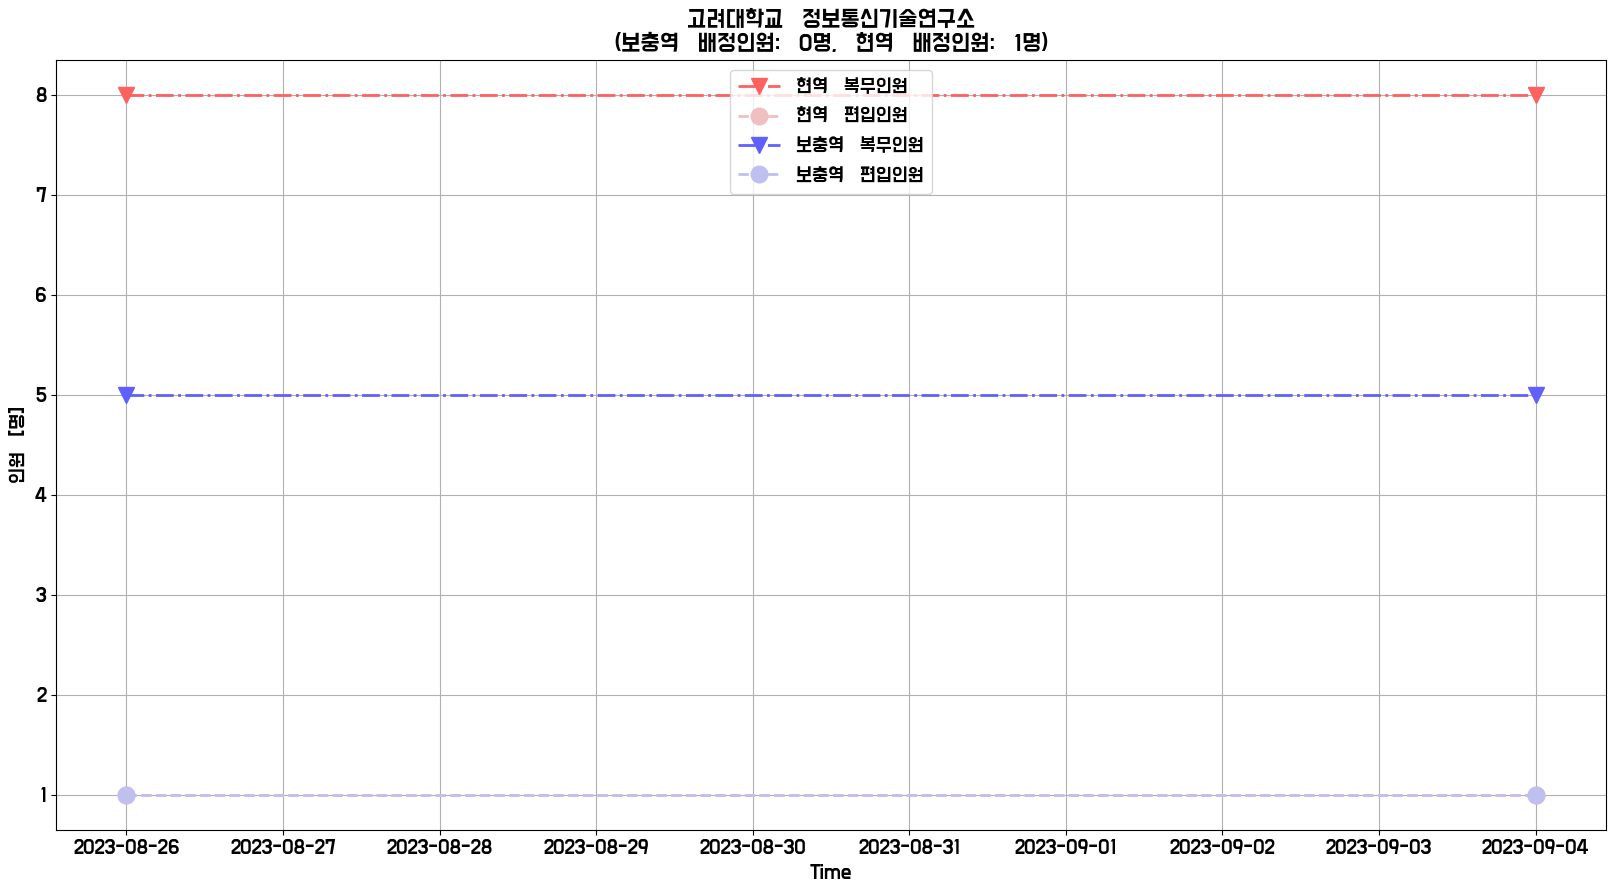 고려대학교 정보통신기술연구소
(보충역 배정인원: 0명, 현역 배정인원: 1명)
현역 복무인원
현역 편입인원
보충역 복무인원
보충역 편입인원
인원 [명]
8
7
6
5
4
3
2
1
2023-08-26 2023-08-27 2023-08-28 2023-08-29 2023-08-30 2023-08-31 2023-09-01 2023-09-02 2023-09-03 2023-09-04
Time